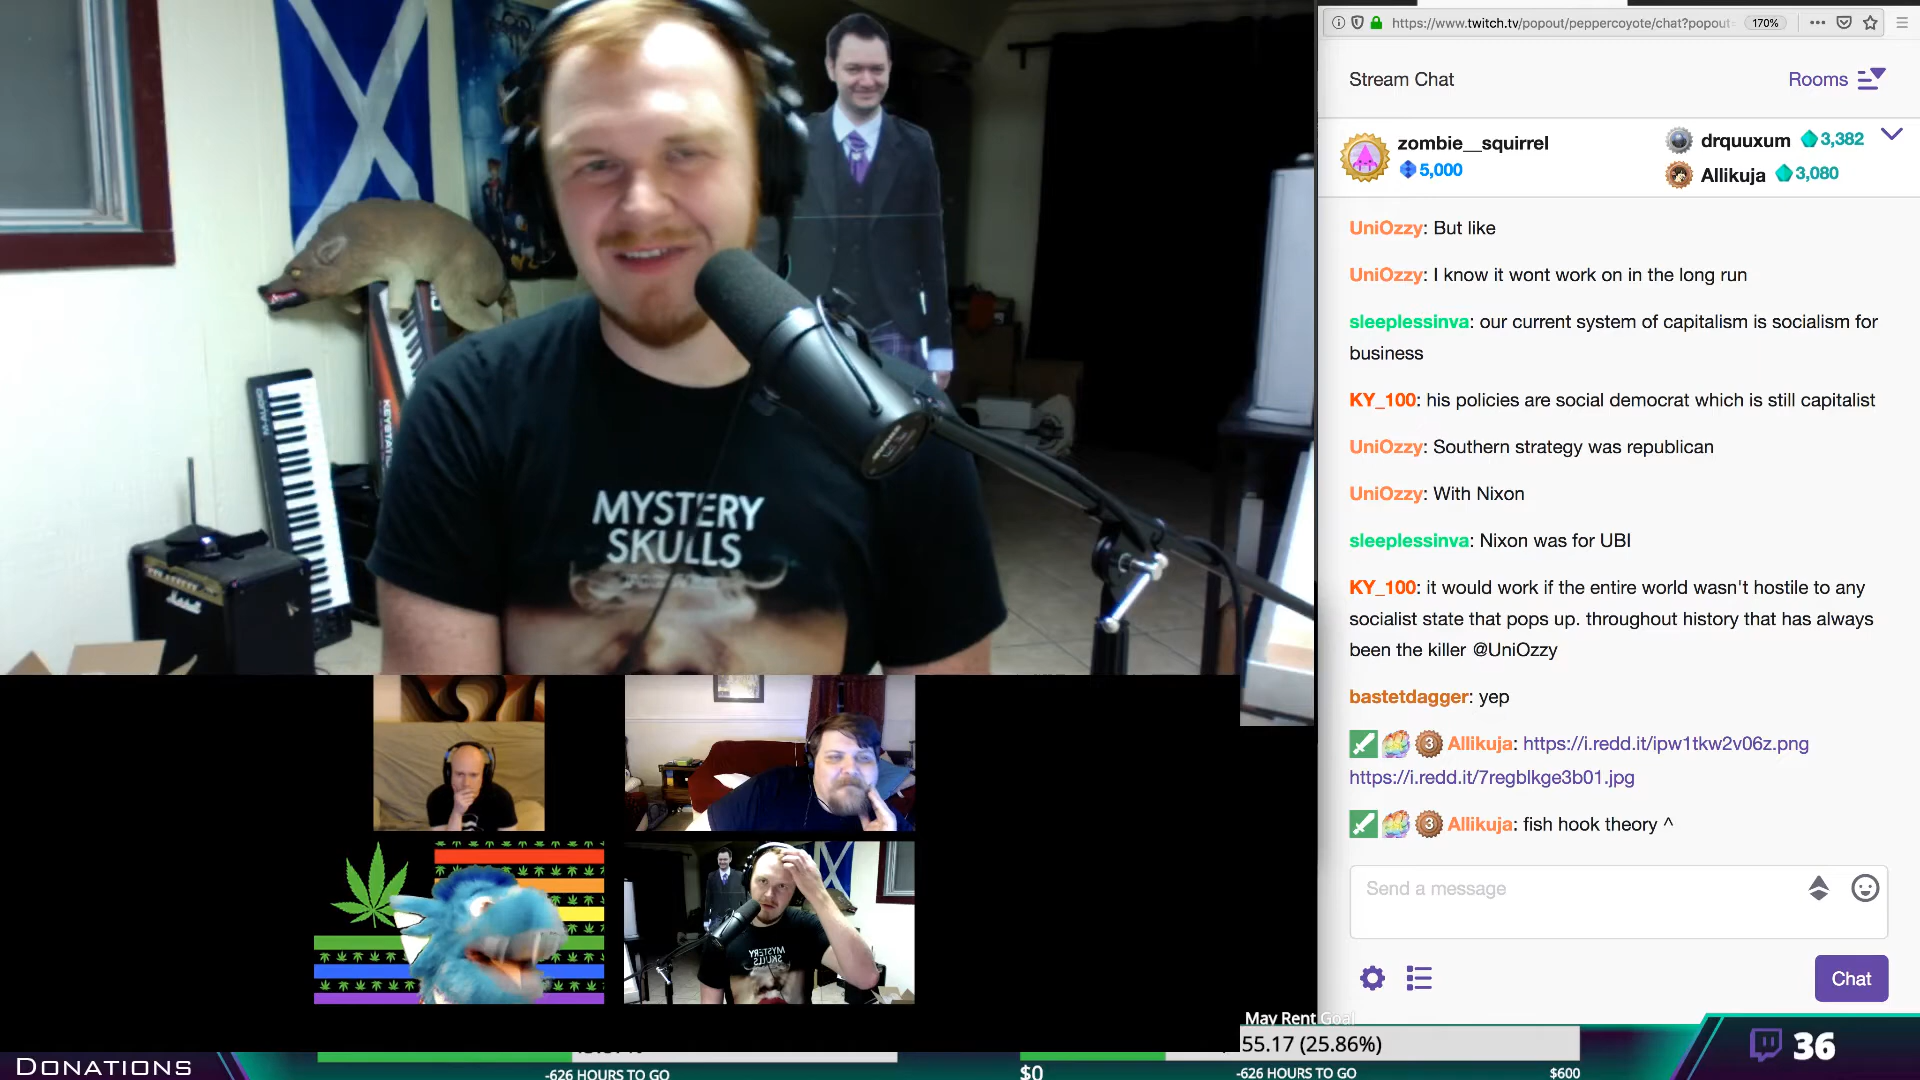 https://www.twitch.tv/popout/peppercoyote/chat?popout=
170%
Stream Chat
Rooms
zombie__squirrel
5,000
drquuxum 3,382
Allikuja 3,080
UniOzzy: But like
UniOzzy: I know it wont work on in the long run
sleeplessinva: our current system of capitalism is socialism for
business
KY_100: his policies are social democrat which is still capitalist
UniOzzy: Southern strategy was republican
UniOzzy: With Nixon
sleeplessinva: Nixon was for UBI
KY_100: it would work if the entire world wasn't hostile to any
socialist state that pops up. throughout history that has always
been the killer @UniOzzy
bastetdagger: yep
3 Allikuja: https://i.redd.it/ipw1tkw2v06z.png
https://i.redd.it/7regblkge3b01.jpg
3 Allikuja: fish hook theory ^
Send a message
Chat
MYSTERY
SKULLS
Marshall
MYSTERY
SKULLS
May Rent Goal
55.17 (25.86%)
DONATIONS
-626 HOURS TO GO
$0
-626 HOURS TO GO
$600
36